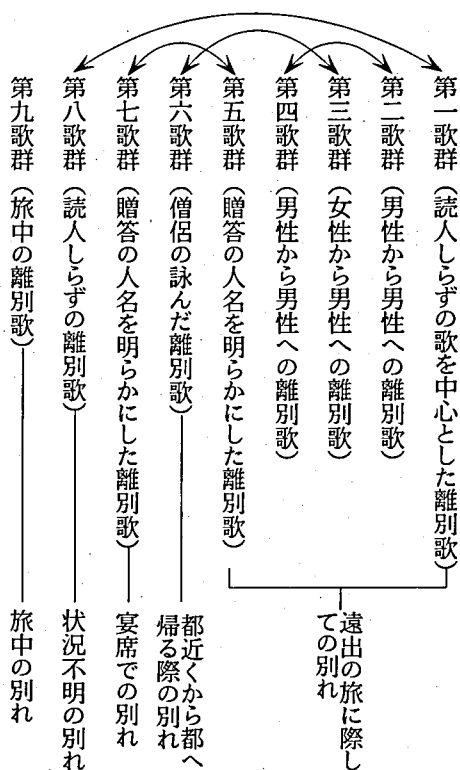 第一歌群（読人しらずの歌を中心とした離別歌）
第二歌群（男性から男性への離別歌）
第三歌群（女性から男性への離別歌）
第四歌群（男性から男性への離別歌）
第五歌群（贈答の人名を明らかにした離別歌）
遠出の旅に際し
ての別れ
第六歌群（僧侶の詠んだ離別歌）
都近くから都へ
帰る際の別れ
第七歌群（贈答の人名を明らかにした離別歌）
宴席での別れ
第八歌群（読人しらずの離別歌）
状況不明の別れ
第九歌群（旅中の離別歌）
旅中の別れ